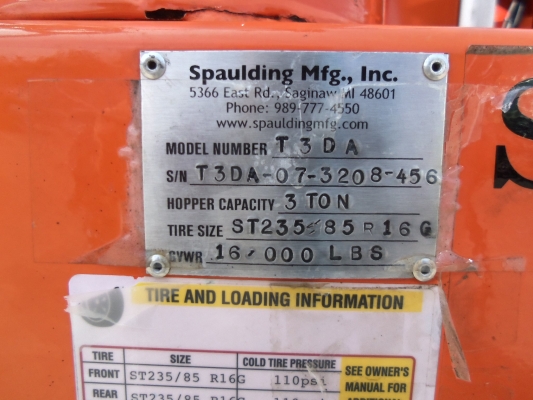 Spaulding Mfg., Inc.
5366 East Rd., Saginaw MI 48601
Phone: 989-777-4550
www.spauldingmfg.com
MODEL NUMBER T3DA
S/N T3DA-07-3208-456
HOPPER CAPACITY 3 TON
TIRE SIZE ST235/85R16G
GVWR 16,000 LBS
S
TIRE AND LOADING INFORMATION
TIRE SIZE COLD TIRE PRESSURE SEE OWNER'S
FRONT ST235/85 R16G 110psi MANUAL FOR
REAR ST235/85 R16G